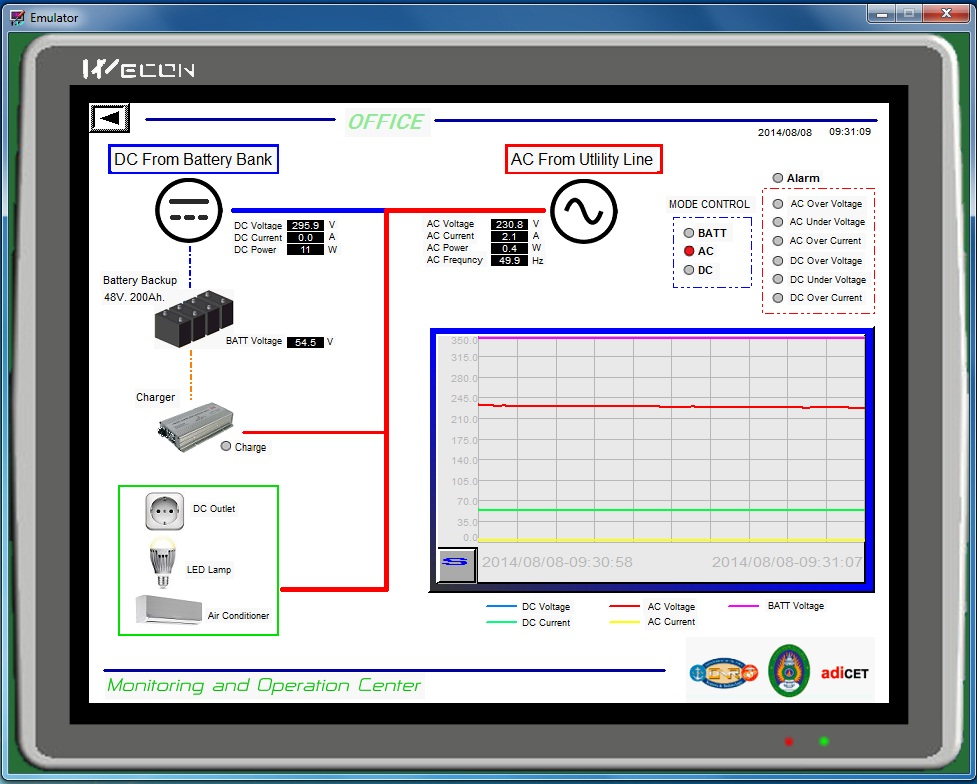 Emulator
WECON
OFFICE
2014/08/08 09:31:09
DC From Battery Bank
AC From Utlility Line
Alarm
MODE CONTROL
BATT
AC
DC
AC Over Voltage
AC Under Voltage
AC Over Current
DC Over Voltage
DC Under Voltage
DC Over Current
DC Voltage 295.9 V
DC Current 0.0 A
DC Power 11 W
AC Voltage 230.8 V
AC Current 2.1 A
AC Power 0.4 W
AC Frequncy 49.9 Hz
Battery Backup
48V. 200Ah.
BATT Voltage 54.5 V
Charger
Charge
DC Outlet
LED Lamp
Air Conditioner
350.0
315.0
280.0
245.0
210.0
175.0
140.0
105.0
70.0
35.0
0.0
2014/08/08-09:30:58 2014/08/08-09:31:07
DC Voltage AC Voltage BATT Voltage
DC Current AC Current
Monitoring and Operation Center
adiCET